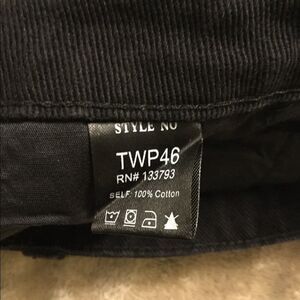 STYLE NO
TWP46
RN# 133793
SELF: 100% Cotton